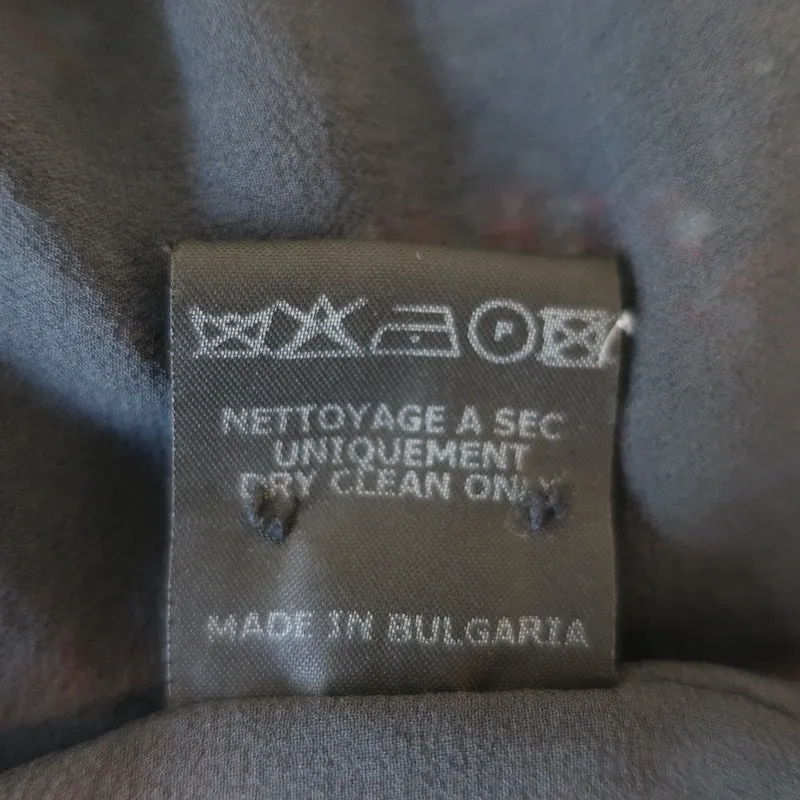 P
NETTOYAGE A SEC
UNIQUEMENT
DRY CLEAN ONLY
MADE IN BULGARIA